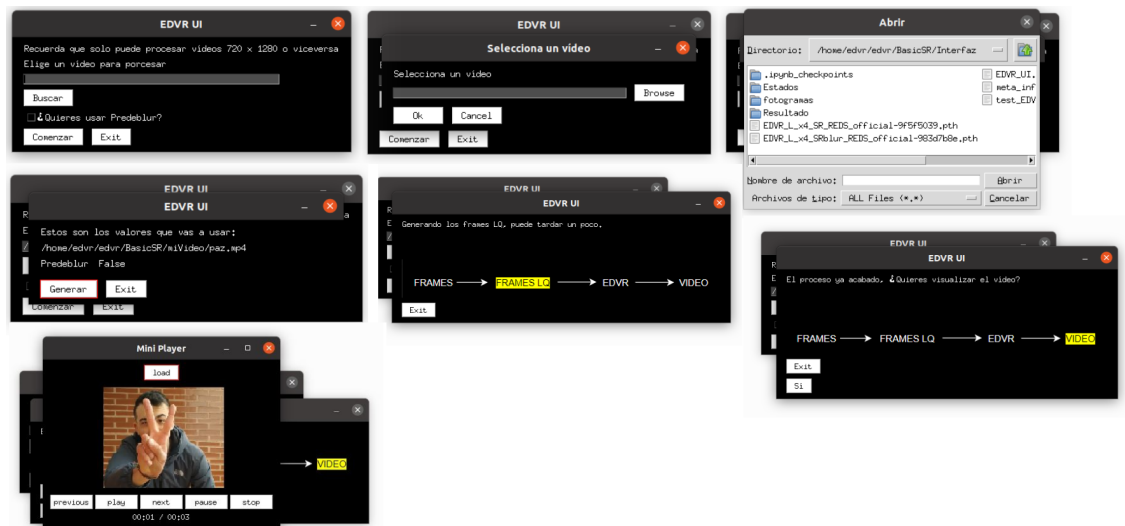 EDVR UI
Recuerda que solo puede procesar videos 720 x 1280 o viceversa
Elige un video para porcesar
Buscar
¿Quieres usar Predeblur?
Comenzar Exit
EDVR UI
Selecciona un video
Selecciona un video
Browse
Ok Cancel
Comenzar Exit
Abrir
Directorio: /home/edvr/edvr/BasicSR/Interfaz
.ipynb_checkpoints EDVR_UI.
Estados meta_inf
fotogramas test_EDV
Resultado
EDVR_L_x4_SR_REDS_official-9f5f5039.pth
EDVR_L_x4_SRblur_REDS_official-983d7b8e.pth
Nombre de archivo: Abrir
Archivos de tipo: ALL Files (*.*) Cancelar
EDVR UI
EDVR UI
Estos son los valores que vas a usar:
/home/edvr/edvr/BasicSR/miVideo/paz.mp4
Predeblur False
Generar Exit
Comenzar Exit
EDVR UI
EDVR UI
Generando los frames LQ, puede tardar un poco.
FRAMES FRAMES LQ EDVR VIDEO
Exit
EDVR UI
EDVR UI
El proceso ya acabado, ¿Quieres visualizar el video?
FRAMES FRAMES LQ EDVR VIDEO
Exit
Si
Mini Player
load
VIDEO
previous play next pause stop
00:01 / 00:03